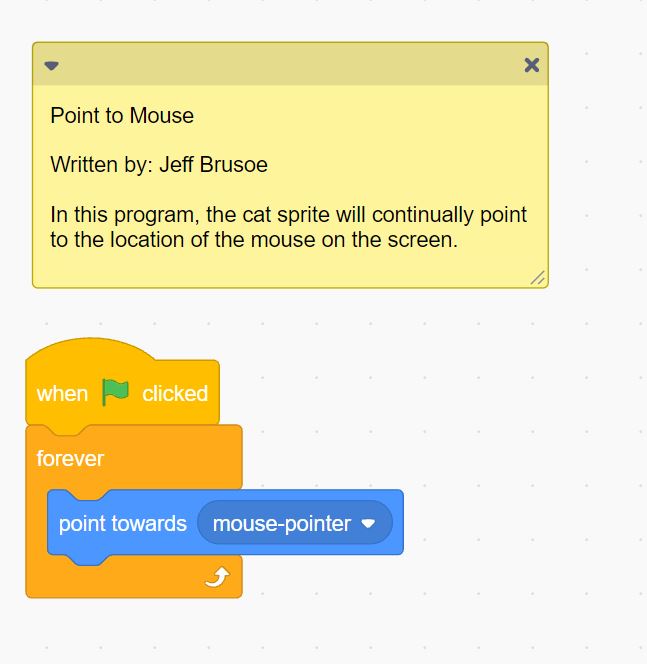 Point to Mouse
Written by: Jeff Brusoe
In this program, the cat sprite will continually point
to the location of the mouse on the screen.
when clicked
forever
point towards mouse-pointer